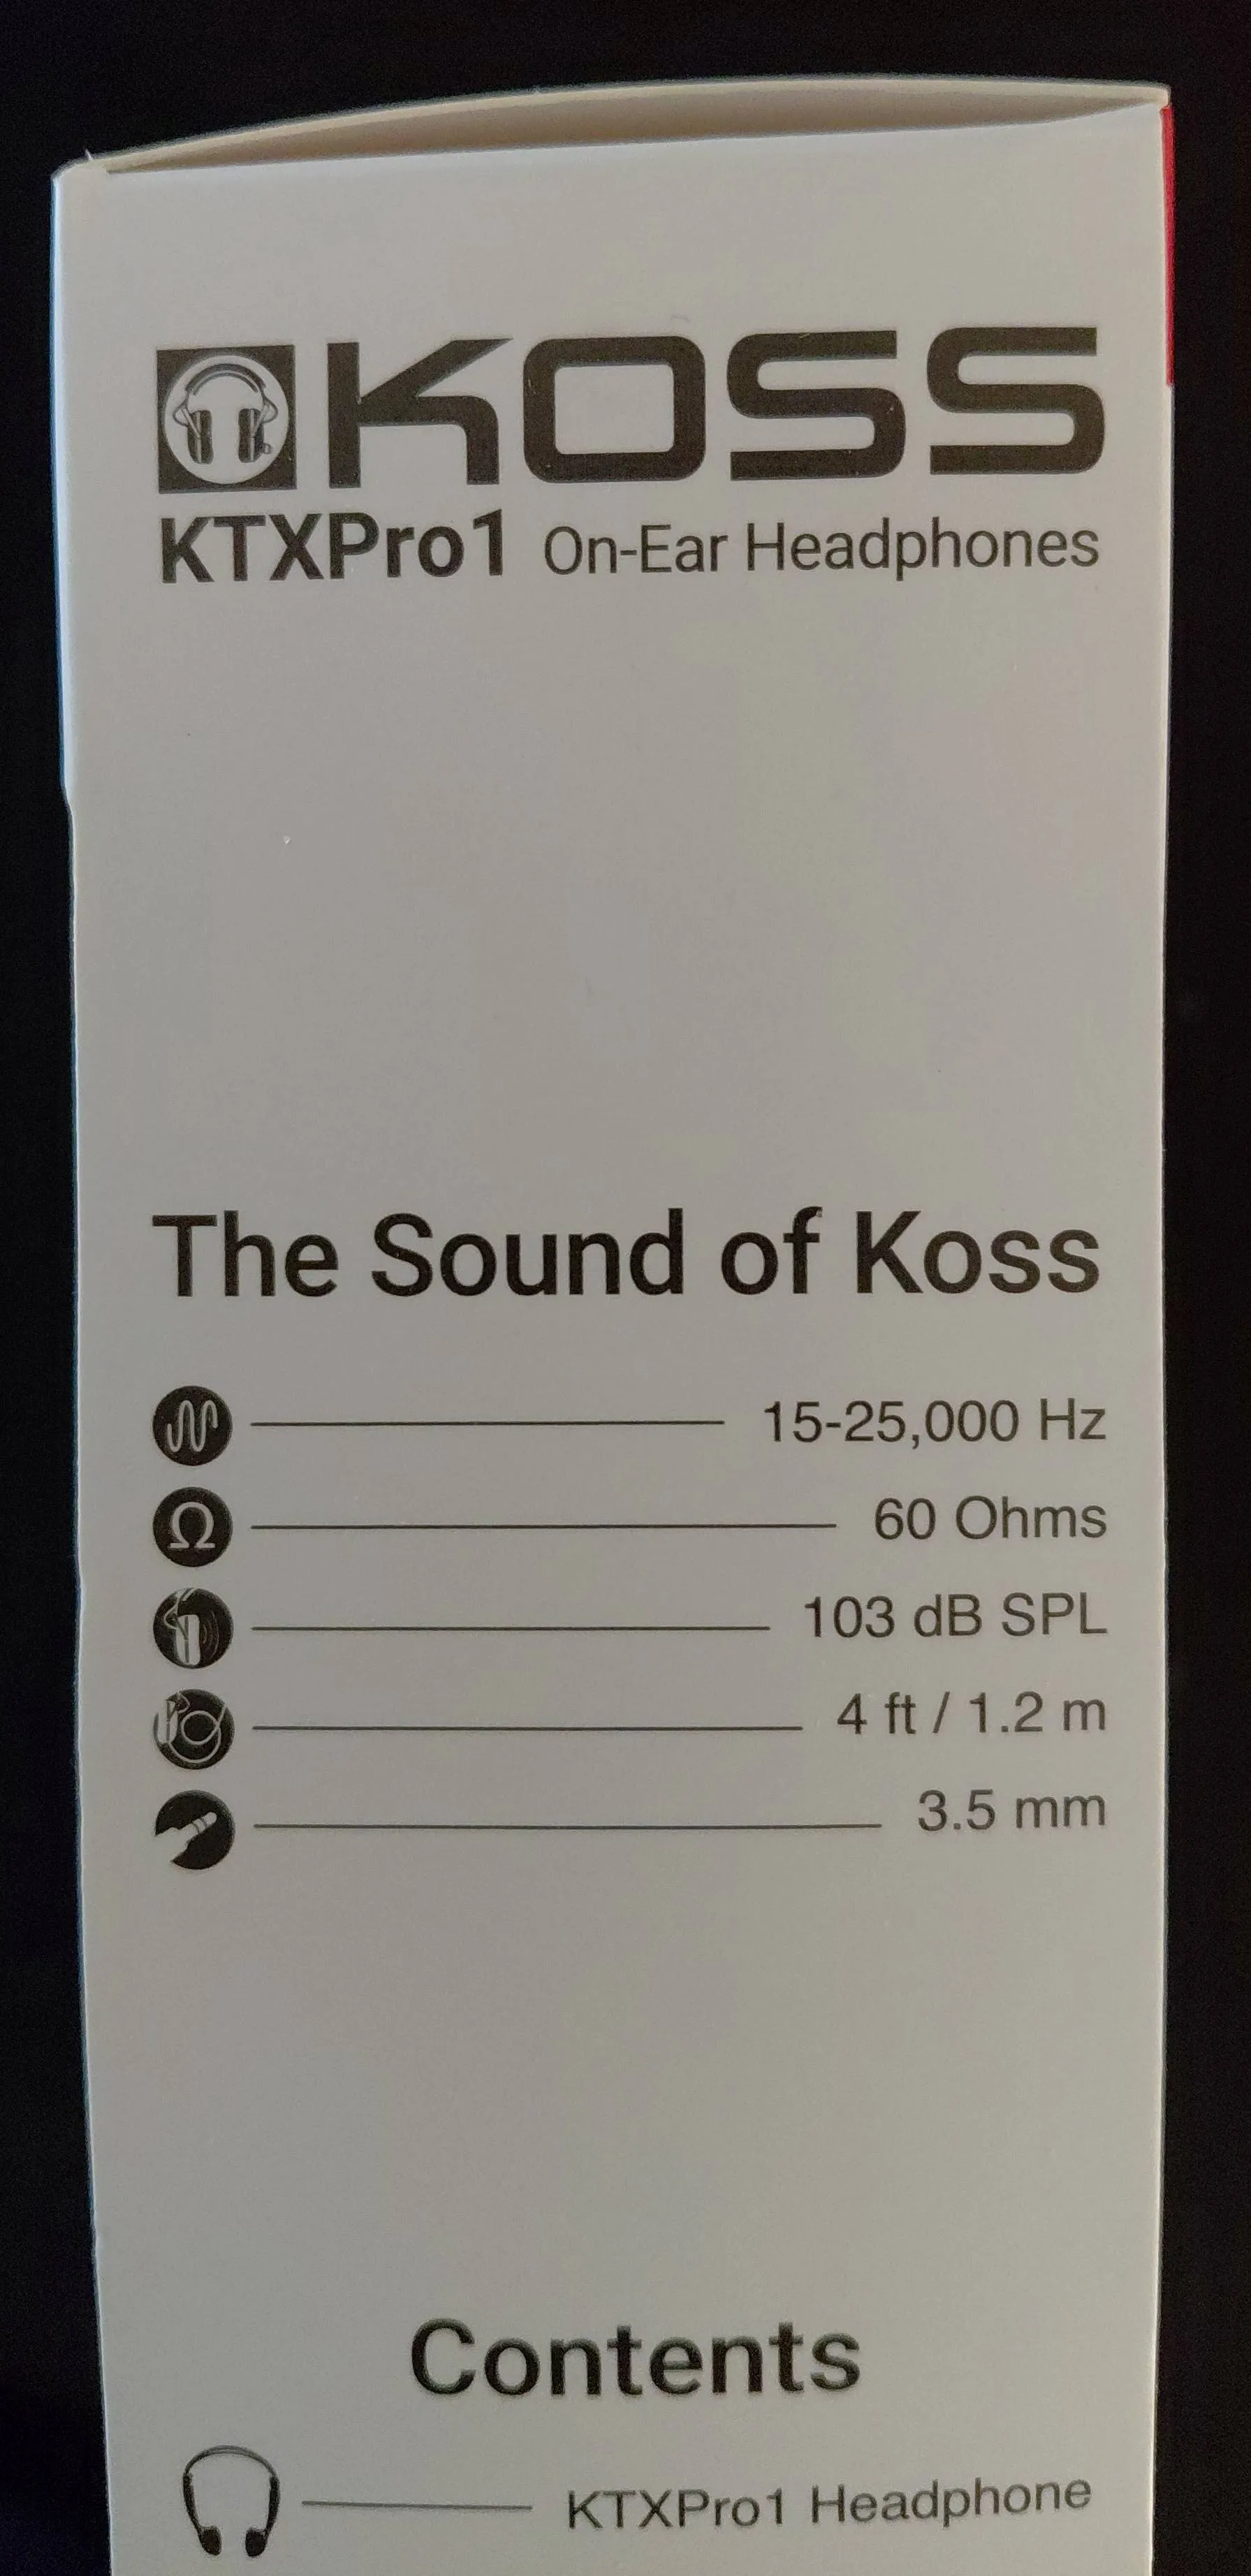 KOSS
KTXPro1 On-Ear Headphones
The Sound of Koss
15-25,000 Hz
Ω 60 Ohms
103 dB SPL
4 ft / 1.2 m
3.5 mm
Contents
KTXPro1 Headphone